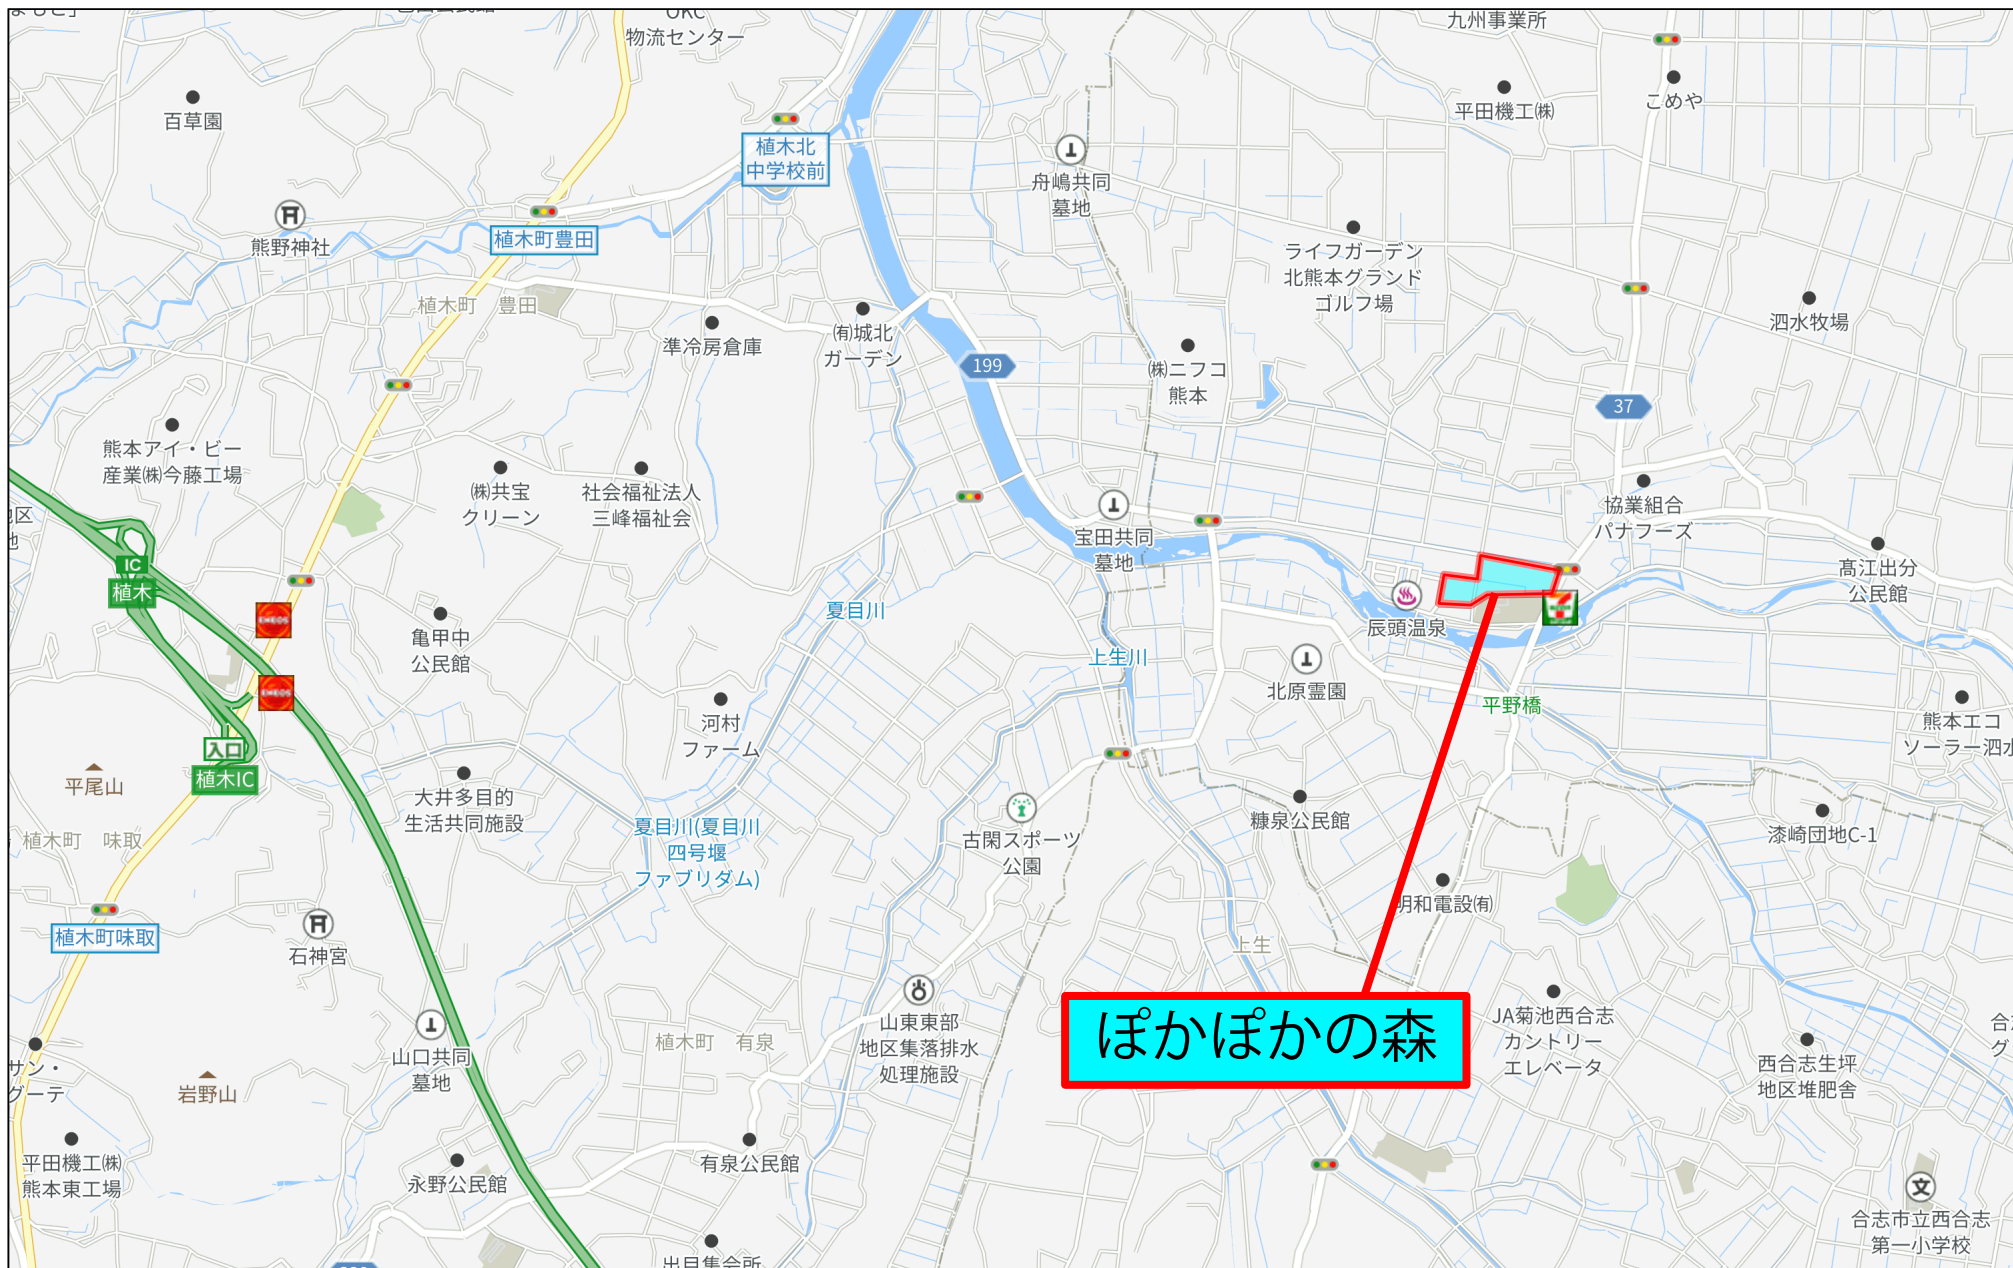 九州事業所
物流センター
百草園
植木北
中学校前
平田機工㈱
こめや
舟嶋共同
墓地
熊野神社
植木町豊田
ライフガーデン
北熊本グランド
ゴルフ場
植木町 豊田
泗水牧場
準冷房倉庫
㈲城北
ガーデン
199
㈱ニフコ
熊本
37
熊本アイ・ビー
産業㈱今藤工場
㈱共宝
クリーン
社会福祉法人
三峰福祉会
協業組合
パナフーズ
宝田共同
墓地
髙江出分
公民館
IC
植木
ENEOS
夏目川
亀甲中
公民館
辰頭温泉
上生川
北原霊園
平野橋
ENEOS
河村
ファーム
熊本エコ
ソーラー泗水
入口
植木IC
平尾山
大井多目的
生活共同施設
植木町 味取
夏目川(夏目川
四号堰
ファブリダム)
古閑スポーツ
公園
糠泉公民館
漆崎団地C-1
明和電設㈲
植木町味取
石神宮
上生
ぽかぽかの森
JA菊池西合志
カントリー
エレベータ
山東東部
地区集落排水
処理施設
植木町 有泉
山口共同
墓地
サン・
グーテ
岩野山
西合志生坪
地区堆肥舎
平田機工㈱
熊本東工場
永野公民館
有泉公民館
文
合志市立西合志
第一小学校